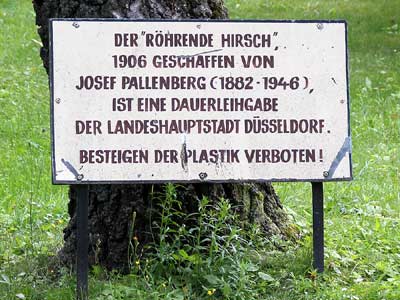 DER "RÖHRENDE HIRSCH",
1906 GESCHAFFEN VON
JOSEF PALLENBERG (1882-1946),
IST EINE DAUERLEIHGABE
DER LANDESHAUPTSTADT DÜSSELDORF.
BESTEIGEN DER PLASTIK VERBOTEN!